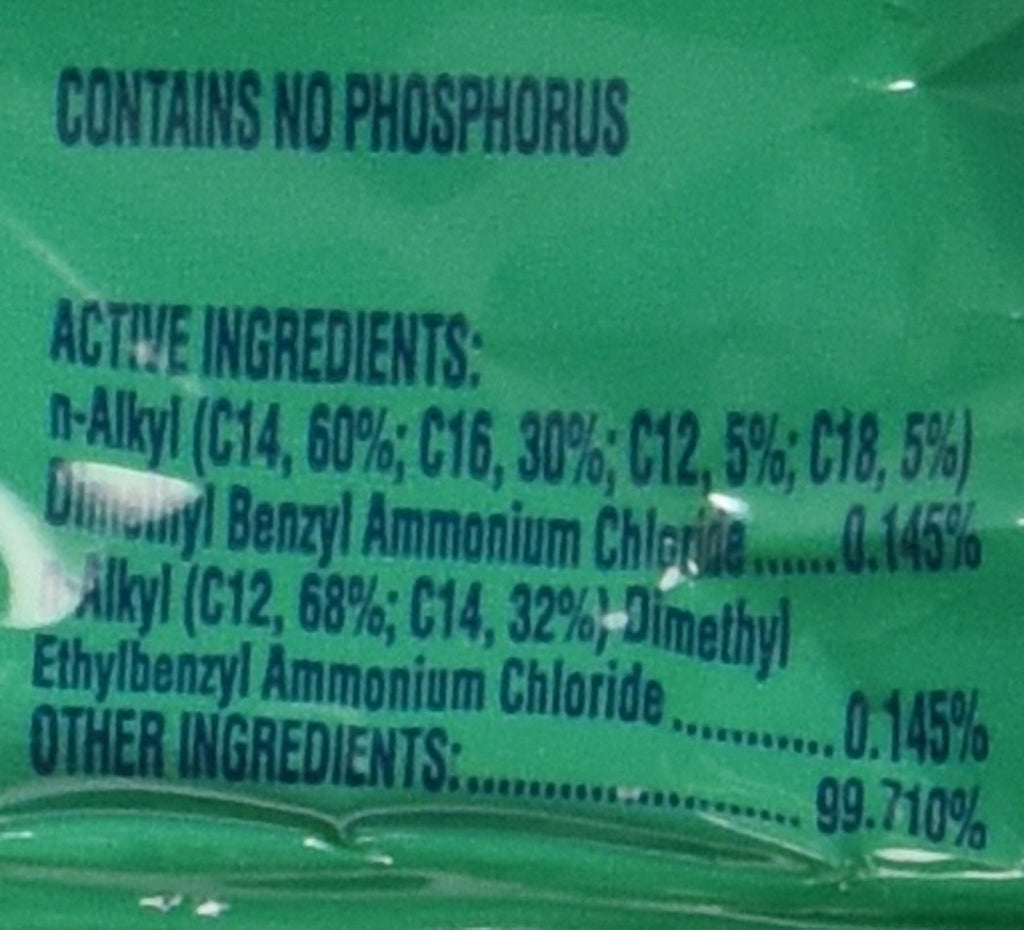 CONTAINS NO PHOSPHORUS
ACTIVE INGREDIENTS:
n-Alkyl (C14, 60%; C16, 30%; C12, 5%; C18, 5%)
Dimethyl Benzyl Ammonium Chloride ...... 0.145%
n-Alkyl (C12, 68%; C14, 32%) Dimethyl
Ethylbenzyl Ammonium Chloride ............ 0.145%
OTHER INGREDIENTS: .......................... 99.710%